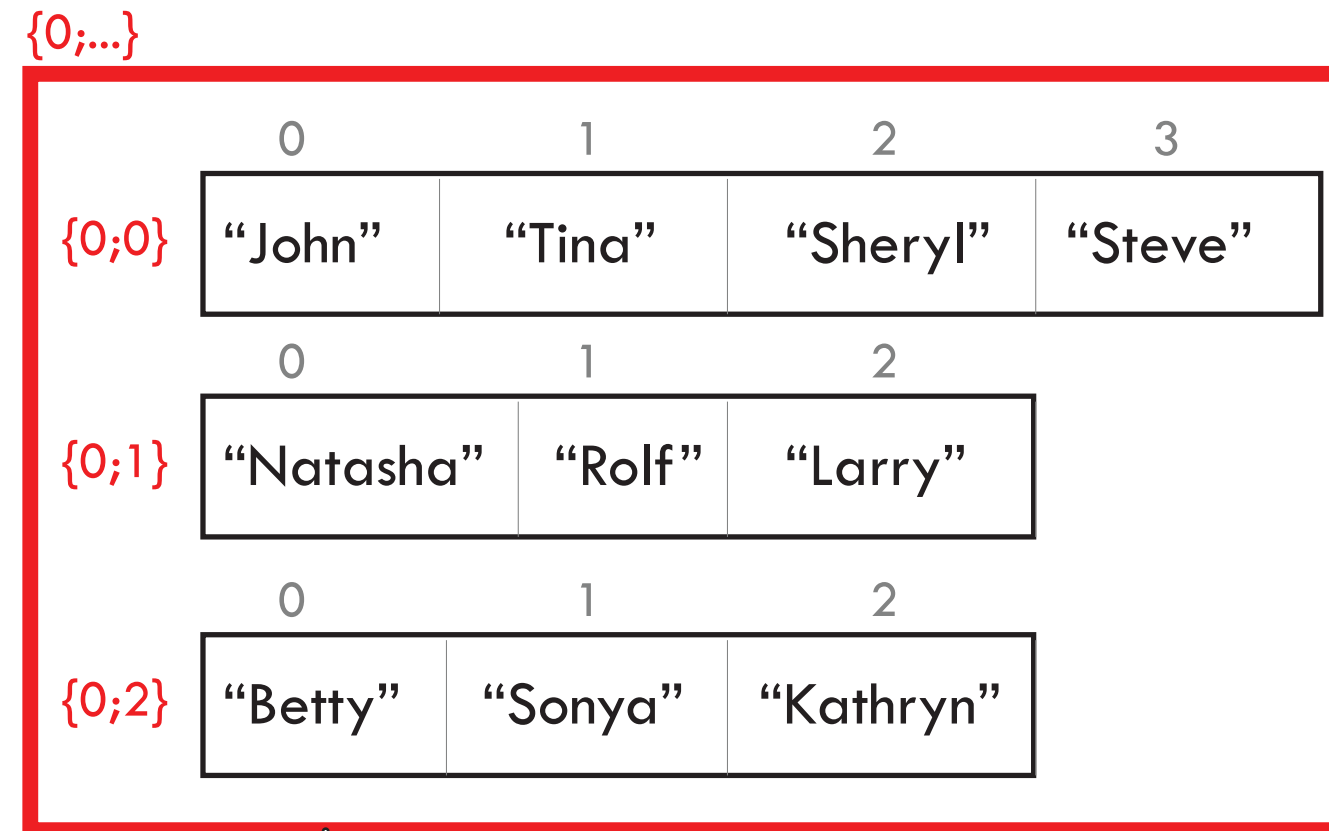 {0;...}
0 1 2 3
{0;0} “John” “Tina” “Sheryl” “Steve”
0 1 2
{0;1} “Natasha” “Rolf” “Larry”
0 1 2
{0;2} “Betty” “Sonya” “Kathryn”